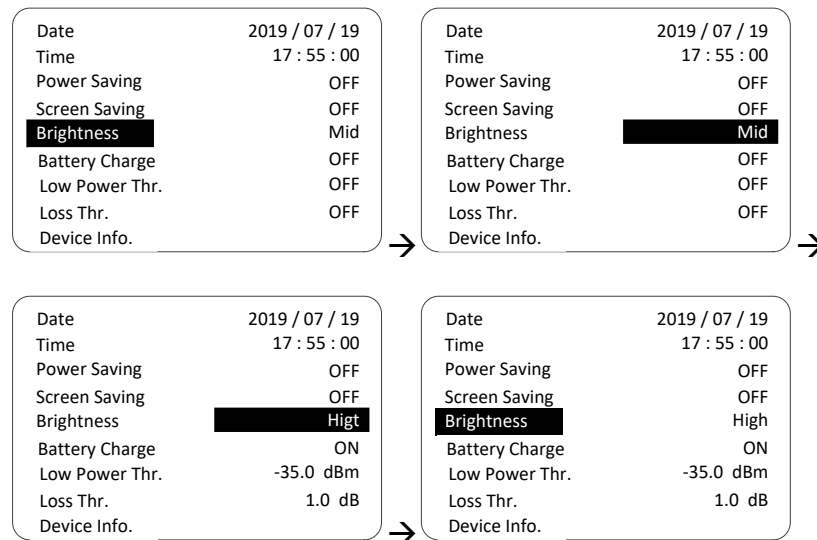 Date 2019 / 07 / 19
Time 17 : 55 : 00
Power Saving OFF
Screen Saving OFF
Brightness Mid
Battery Charge OFF
Low Power Thr. OFF
Loss Thr. OFF
Device Info.
→
Date 2019 / 07 / 19
Time 17 : 55 : 00
Power Saving OFF
Screen Saving OFF
Brightness Mid
Battery Charge OFF
Low Power Thr. OFF
Loss Thr. OFF
Device Info.
→
Date 2019 / 07 / 19
Time 17 : 55 : 00
Power Saving OFF
Screen Saving OFF
Brightness Higt
Battery Charge ON
Low Power Thr. -35.0 dBm
Loss Thr. 1.0 dB
Device Info.
→
Date 2019 / 07 / 19
Time 17 : 55 : 00
Power Saving OFF
Screen Saving OFF
Brightness High
Battery Charge ON
Low Power Thr. -35.0 dBm
Loss Thr. 1.0 dB
Device Info.